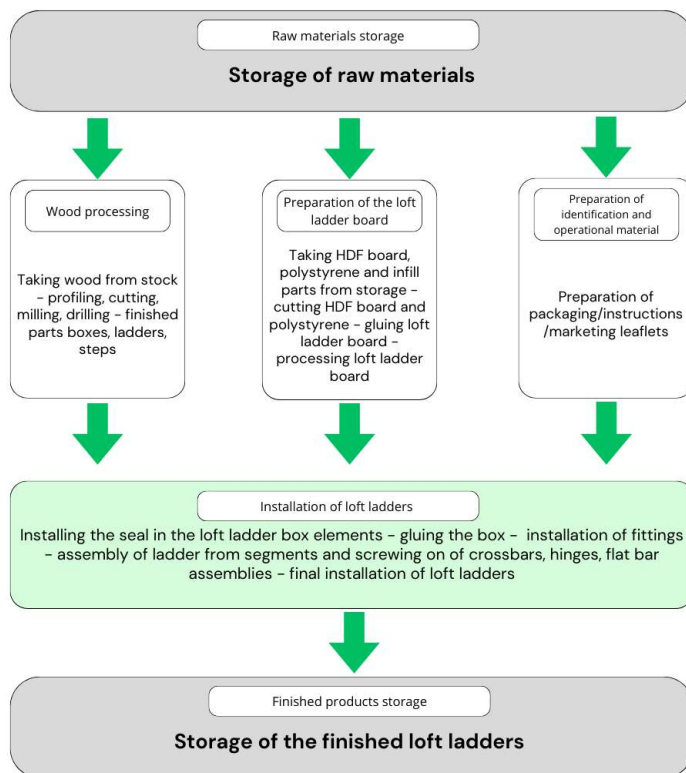 Raw materials storage
Storage of raw materials
Wood processing
Taking wood from stock
– profiling, cutting,
milling, drilling – finished
parts boxes, ladders,
steps
Preparation of the loft
ladder board
Taking HDF board,
polystyrene and infill
parts from storage –
cutting HDF board and
polystyrene – gluing loft
ladder board –
processing loft ladder
board
Preparation of
identification and
operational material
Preparation of
packaging/instructions
/marketing leaflets
Installation of loft ladders
Installing the seal in the loft ladder box elements – gluing the box – installation of fittings
– assembly of ladder from segments and screwing on of crossbars, hinges, flat bar
assemblies – final installation of loft ladders
Finished products storage
Storage of the finished loft ladders